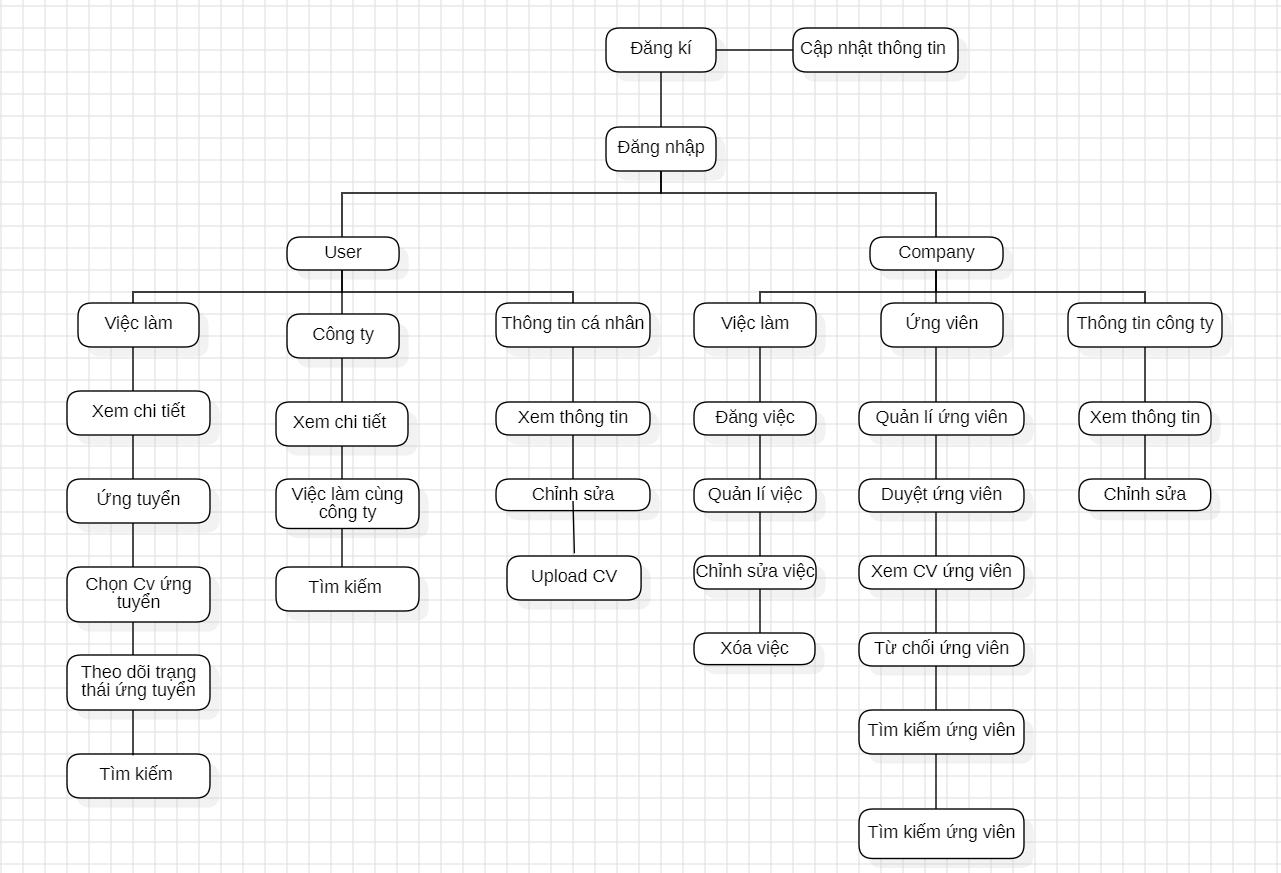 Đăng kí
Cập nhật thông tin
Đăng nhập
User
Company
Việc làm
Công ty
Thông tin cá nhân
Việc làm
Ứng viên
Thông tin công ty
Xem chi tiết
Xem chi tiết
Xem thông tin
Đăng việc
Quản lí ứng viên
Xem thông tin
Ứng tuyển
Việc làm cùng
công ty
Chỉnh sửa
Quản lí việc
Duyệt ứng viên
Chỉnh sửa
Chọn Cv ứng
tuyển
Tìm kiếm
Upload CV
Chỉnh sửa việc
Xem CV ứng viên
Theo dõi trạng
thái ứng tuyển
Xóa việc
Từ chối ứng viên
Tìm kiếm
Tìm kiếm ứng viên
Tìm kiếm ứng viên